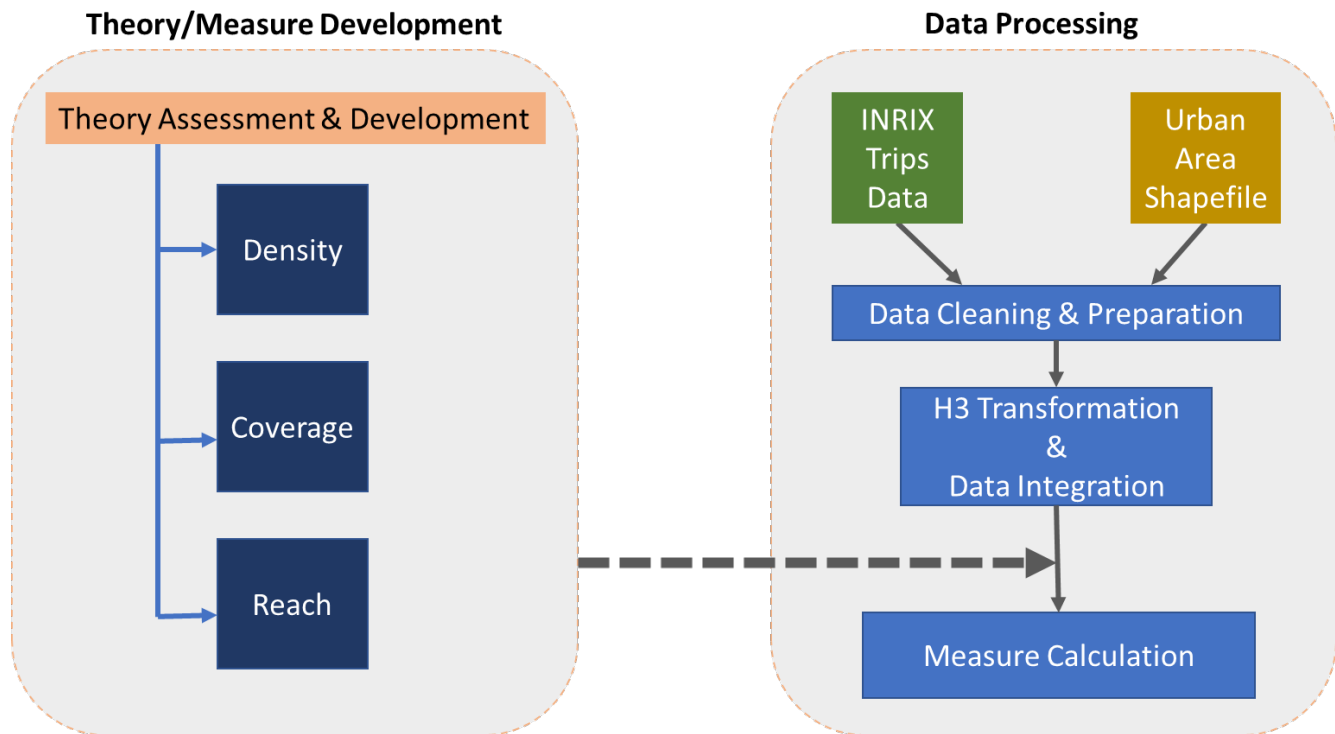 Theory/Measure Development
Theory Assessment & Development
Density
Coverage
Reach
Data Processing
INRIX
Trips
Data
Urban
Area
Shapefile
Data Cleaning & Preparation
H3 Transformation
&
Data Integration
Measure Calculation